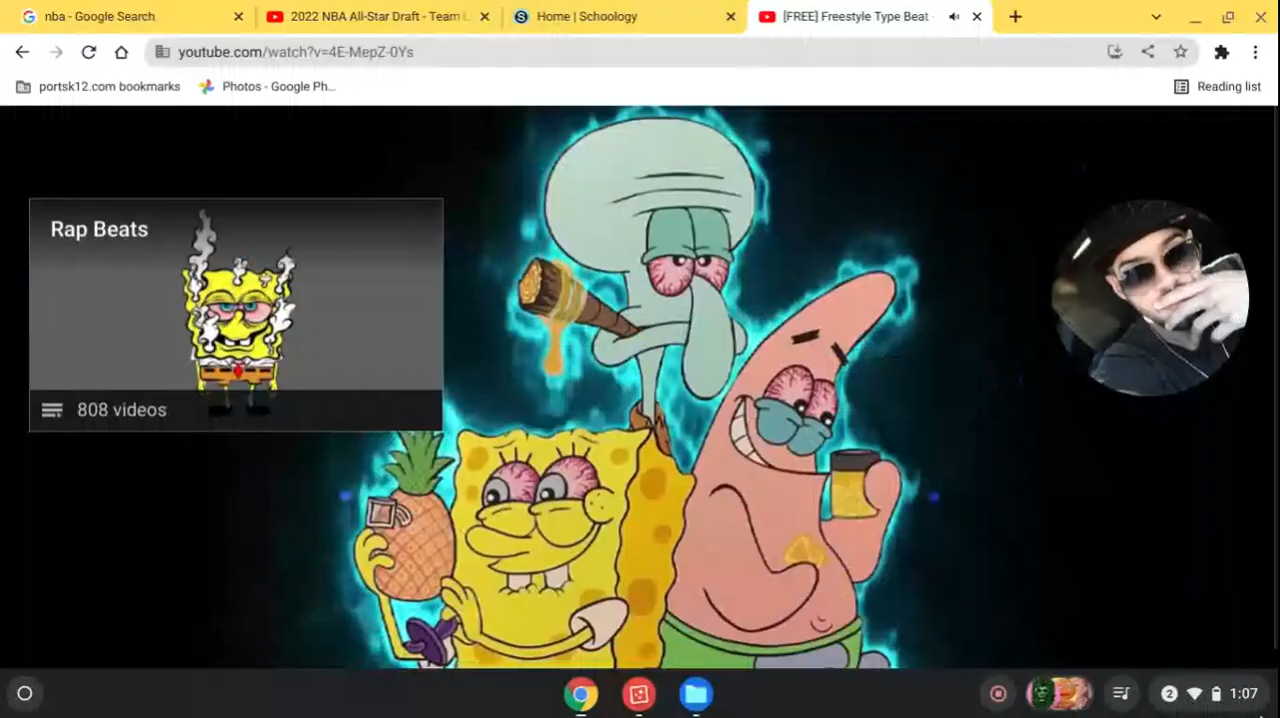 nba - Google Search
2022 NBA All-Star Draft - Team L
Home | Schoology
[FREE] Freestyle Type Beat -
youtube.com/watch?v=4E-MepZ-0Ys
portsk12.com bookmarks
Photos - Google Ph...
Reading list
Rap Beats
808 videos
2
1:07